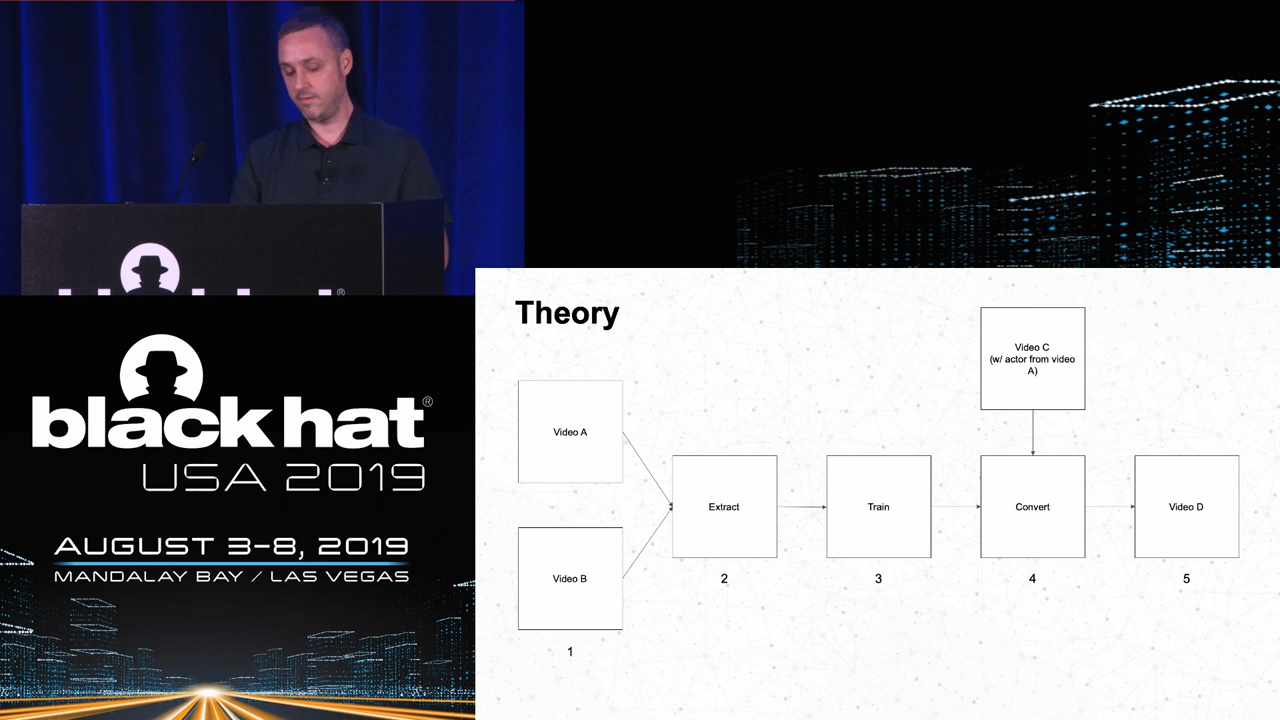 black hat®
USA 2019
AUGUST 3-8, 2019
MANDALAY BAY / LAS VEGAS
Theory
Video A
Video B
1
Extract
2
Train
3
Video C
(w/ actor from video
A)
Convert
4
Video D
5